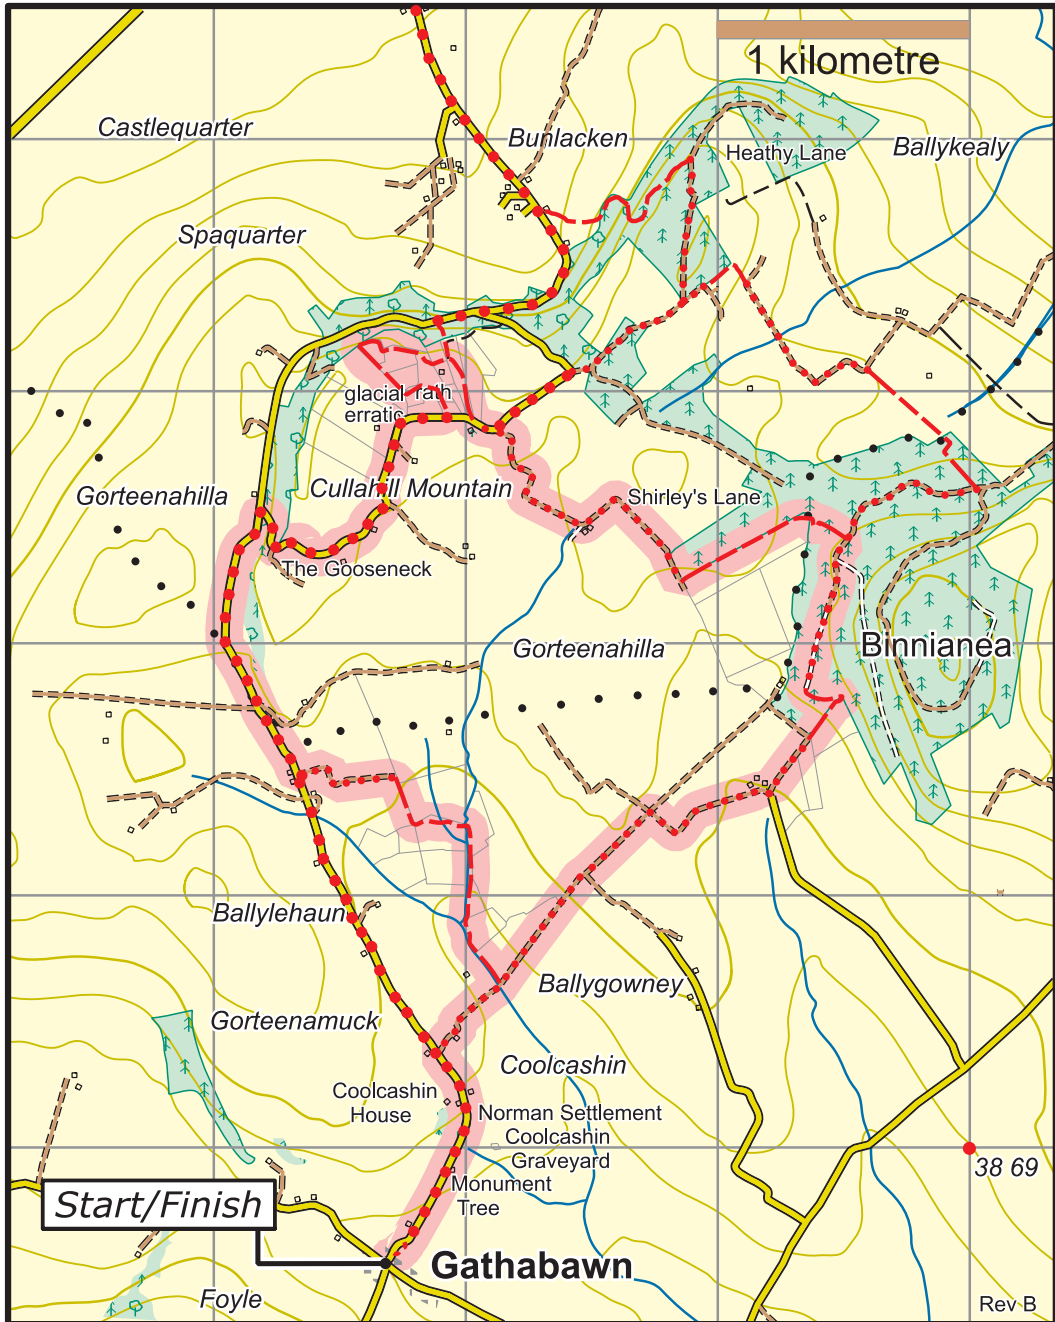 1 kilometre
Castlequarter
Bunlacken
Heathy Lane
Ballykealy
Spaquarter
glacial rath
erratic
Gorteenahilla
Cullahill Mountain
Shirley's Lane
The Gooseneck
Gorteenahilla
Binnianea
Ballylehaun
Ballygowney
Gorteenamuck
Coolcashin
Coolcashin
House
Norman Settlement
Coolcashin
Graveyard
38 69
Monument
Tree
Start/Finish
Gathabawn
Foyle
Rev B